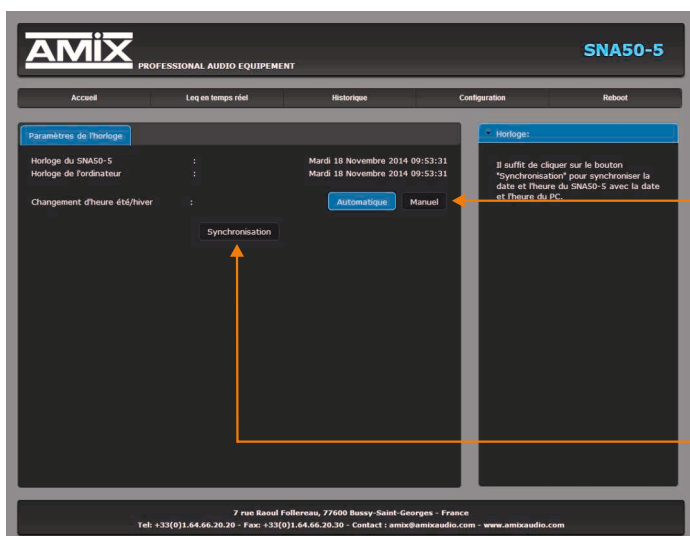 AMiX PROFESSIONAL AUDIO EQUIPEMENT
SNA50-5
Accueil Leq en temps réel Historique Configuration Reboot
Paramètres de l'horloge
Horloge du SNA50-5 : Mardi 18 Novembre 2014 09:53:31
Horloge de l'ordinateur : Mardi 18 Novembre 2014 09:53:31
Changement d'heure été/hiver : Automatique Manuel
Synchronisation
Horloge:
Il suffit de cliquer sur le bouton
"Synchronisation" pour synchroniser la
date et l'heure du SNA50-5 avec la date
et l'heure du PC.
7 rue Raoul Follereau, 77600 Bussy-Saint-Georges - France
Tel: +33(0)1.64.66.20.20 - Fax: +33(0)1.64.66.20.30 - Contact : amix@amixaudio.com - www.amixaudio.com